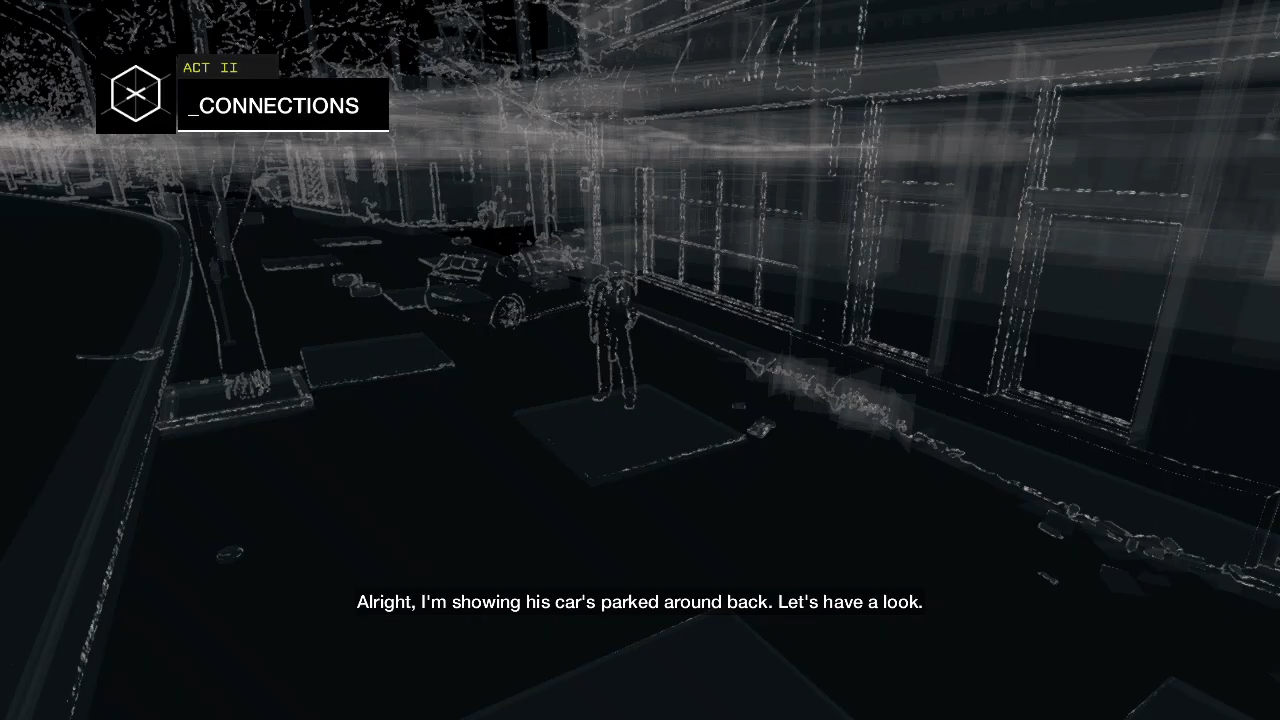 ACT II
_CONNECTIONS
Alright, I'm showing his car's parked around back. Let's have a look.